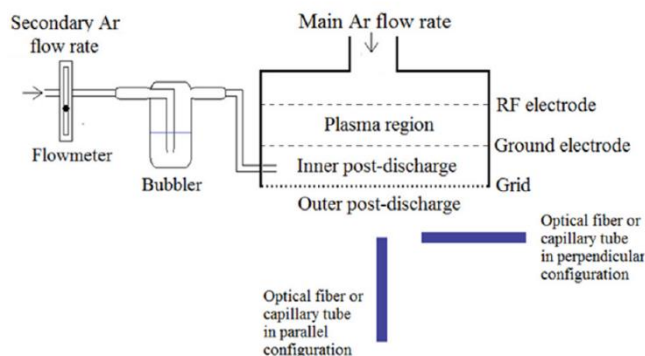 Secondary Ar
flow rate
Main Ar flow rate
RF electrode
Plasma region
Ground electrode
Flowmeter
Inner post-discharge
Bubbler
Grid
Outer post-discharge
Optical fiber or
capillary tube
in perpendicular
configuration
Optical fiber or
capillary tube
in parallel
configuration